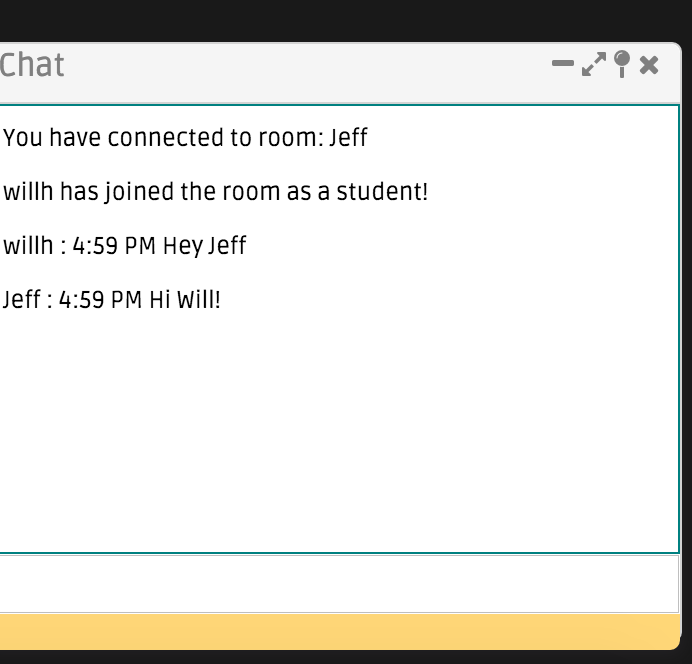 Chat
You have connected to room: Jeff
willh has joined the room as a student!
willh : 4:59 PM Hey Jeff
Jeff : 4:59 PM Hi Will!